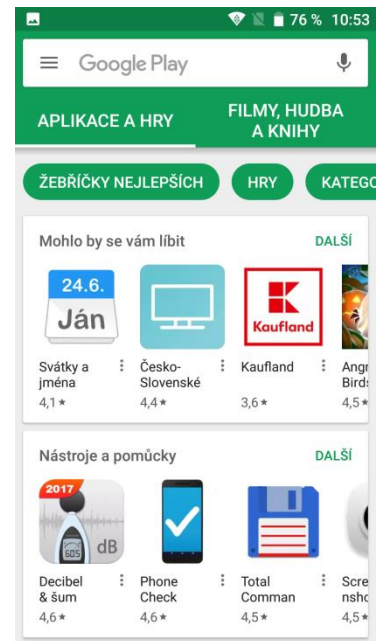 76 % 10:53
Google Play
APLIKACE A HRY
FILMY, HUDBA
A KNIHY
ŽEBŘÍČKY NEJLEPŠÍCH
HRY
KATEGO
Mohlo by se vám líbit
DALŠÍ
24.6.
Ján
Kaufland
Svátky a
jména
4,1★
Česko-
Slovenské
4,4★
Kaufland
3,6★
Angr
Birds
4,5★
Nástroje a pomůcky
DALŠÍ
2017
605
dB
Decibel
& šum
4,6★
Phone
Check
4,6★
Total
Comman
4,5★
Scre
nsho
4,5★